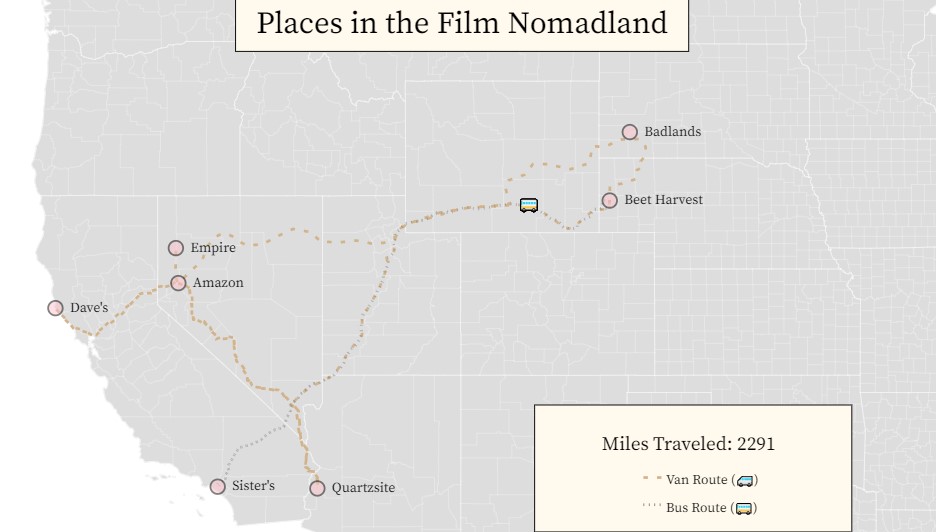 Places in the Film Nomadland
Badlands
Beet Harvest
Empire
Amazon
Dave's
Sister's
Quartzsite
Miles Traveled: 2291
Van Route ()
Bus Route ()